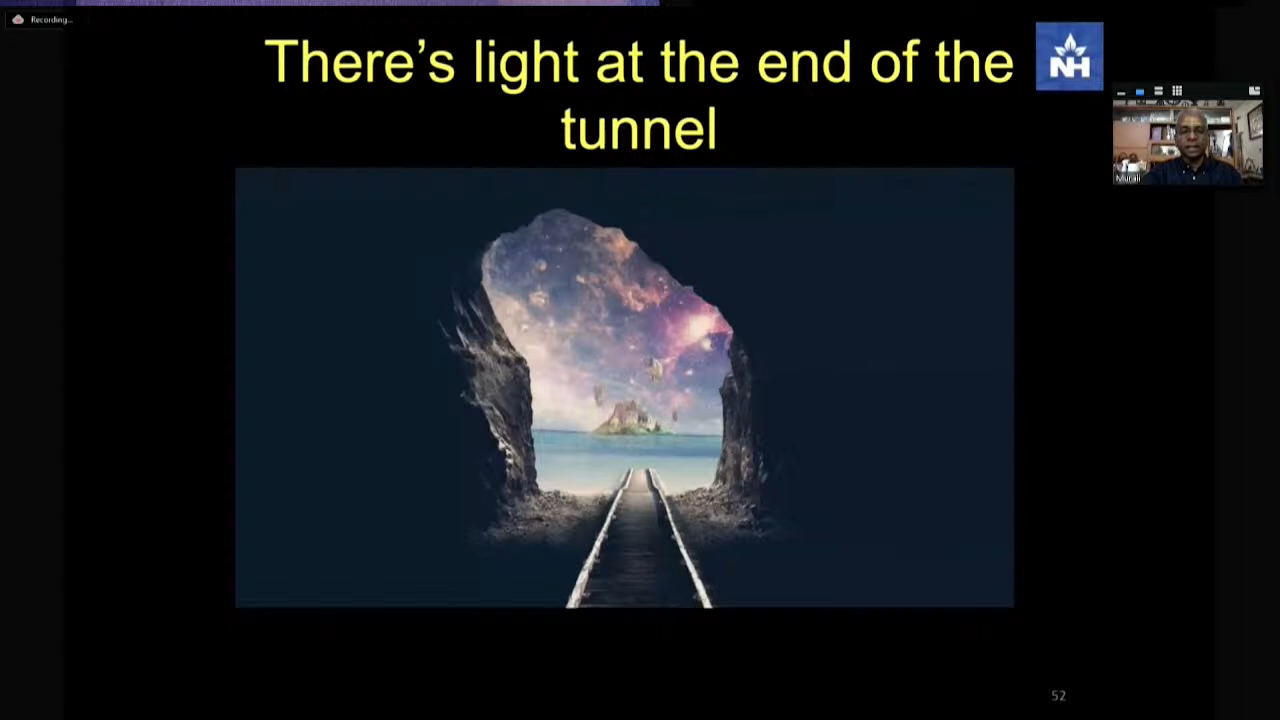 Recording...
There's light at the end of the
tunnel
NH
Murali
52